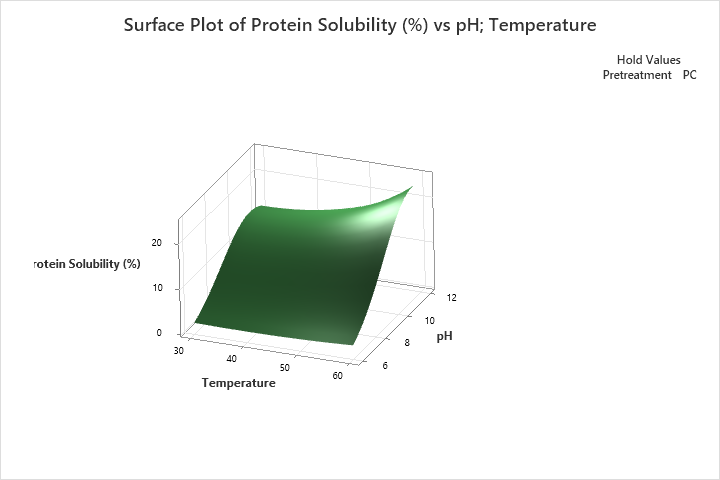 Surface Plot of Protein Solubility (%) vs pH; Temperature
Hold Values
Pretreatment PC
20
rotein Solubility (%)
10
0
30
40
50
60
Temperature
6
8
10
12
pH